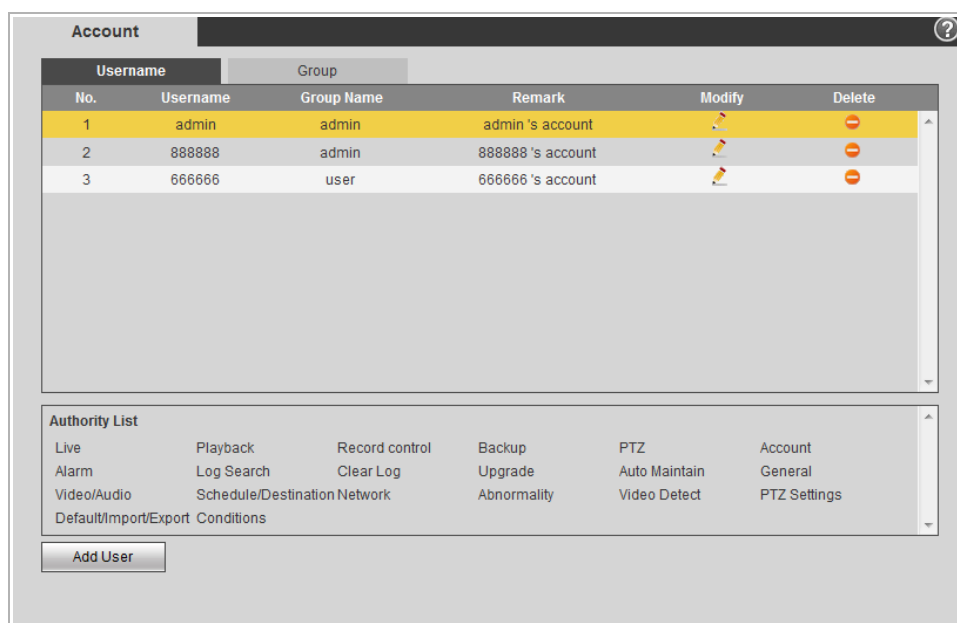 Account
?
Username Group
No. Username Group Name Remark Modify Delete
1 admin admin admin 's account
2 888888 admin 888888 's account
3 666666 user 666666 's account
Authority List
Live Playback Record control Backup PTZ Account
Alarm Log Search Clear Log Upgrade Auto Maintain General
Video/Audio Schedule/Destination Network Abnormality Video Detect PTZ Settings
Default/Import/Export Conditions
Add User